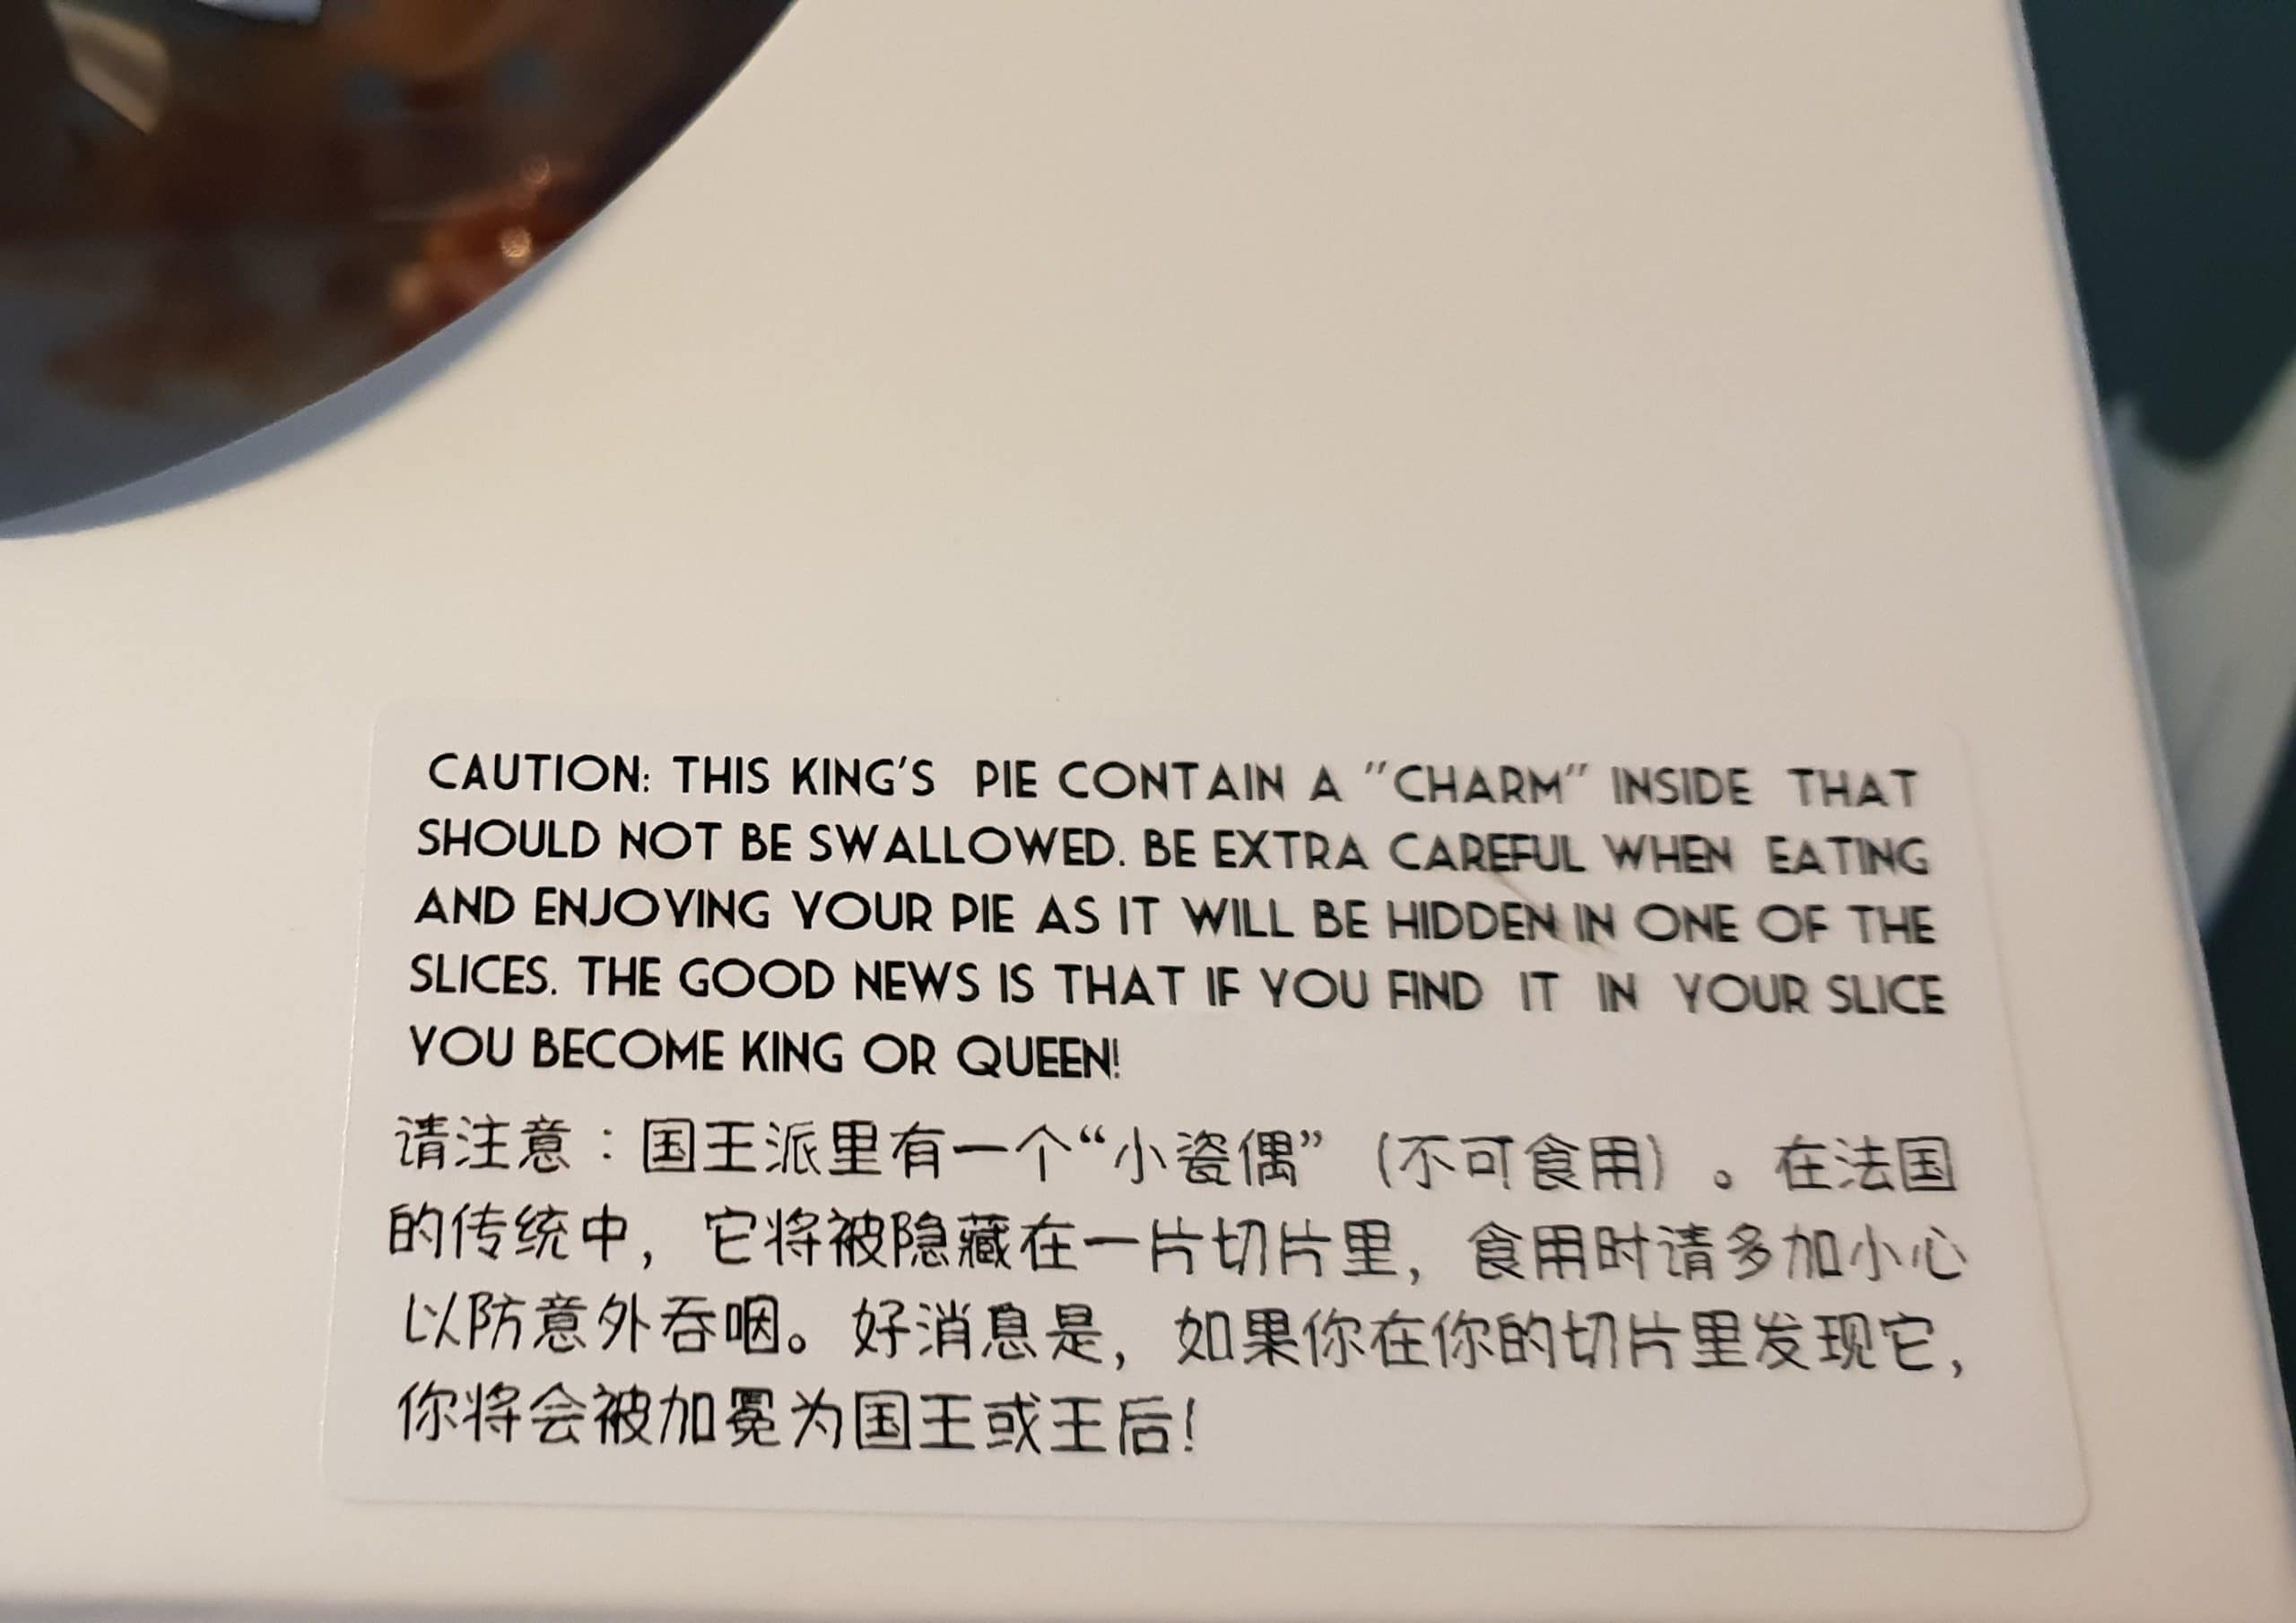 CAUTION: THIS KING'S PIE CONTAIN A "CHARM" INSIDE THAT
SHOULD NOT BE SWALLOWED. BE EXTRA CAREFUL WHEN EATING
AND ENJOYING YOUR PIE AS IT WILL BE HIDDEN IN ONE OF THE
SLICES. THE GOOD NEWS IS THAT IF YOU FIND IT IN YOUR SLICE
YOU BECOME KING OR QUEEN!
请注意：国王派里有一个“小瓷偶”（不可食用）。在法国
的传统中，它将被隐藏在一片切片里，食用时请多加小心
以防意外吞咽。好消息是，如果你在你的切片里发现它，
你将会被加冕为国王或王后！